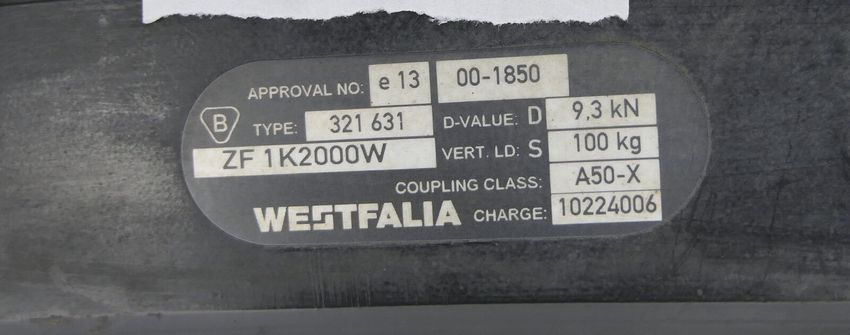 APPROVAL NO: e 13 00-1850
B TYPE: 321 631 D-VALUE: D 9,3 kN
ZF 1K2000W VERT. LD: S 100 kg
COUPLING CLASS: A50-X
WESTFALIA CHARGE: 10224006